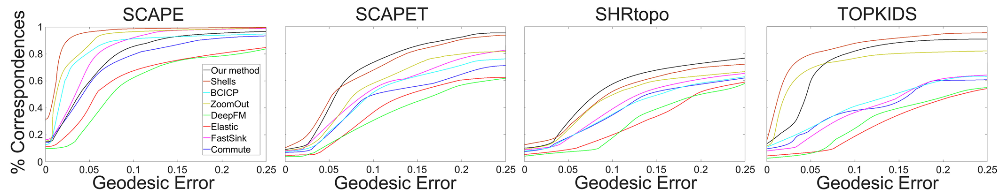 SCAPE
SCAPET
SHRtopo
TOPKIDS
% Correspondences
1
0.8
0.6
0.4
0.2
0
Our method
Shells
BCICP
ZoomOut
DeepFM
Elastic
FastSink
Commute
0 0.05 0.1 0.15 0.2 0.25
0 0.05 0.1 0.15 0.2 0.25
0 0.05 0.1 0.15 0.2 0.25
0 0.05 0.1 0.15 0.2 0.25
Geodesic Error
Geodesic Error
Geodesic Error
Geodesic Error